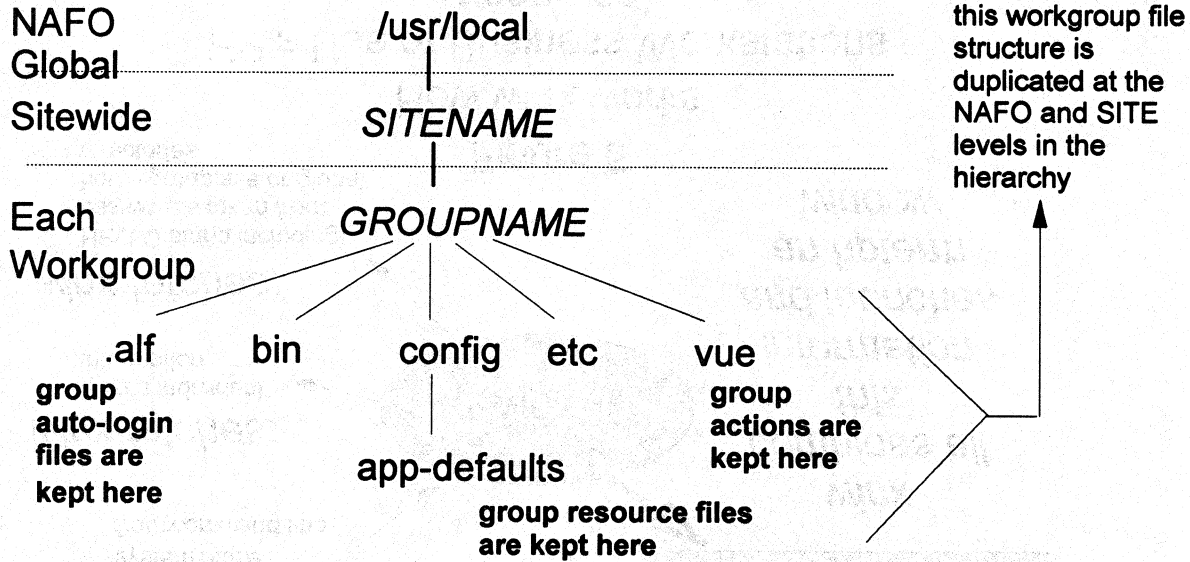 NAFO
Global
/usr/local
Sitewide
SITENAME
Each
Workgroup
GROUPNAME
.alf
bin
config
etc
vue
group
auto-login
files are
kept here
app-defaults
group resource files
are kept here
group
actions are
kept here
this workgroup file
structure is
duplicated at the
NAFO and SITE
levels in the
hierarchy